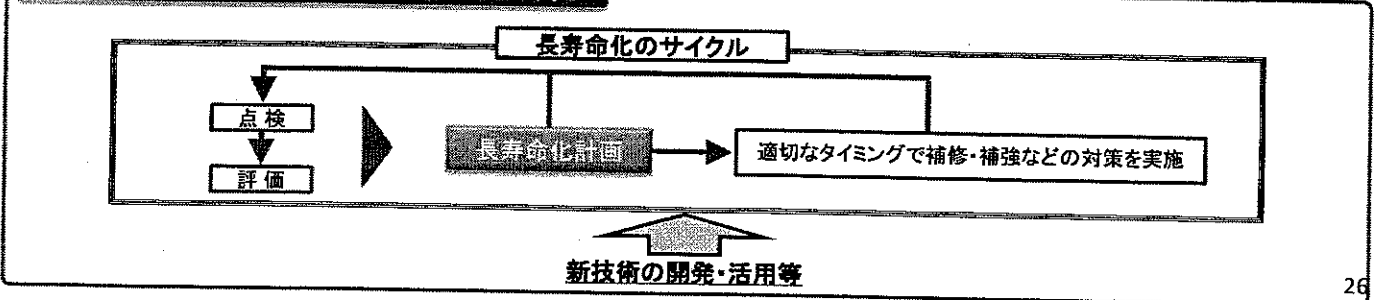 長寿命化のサイクル
点検
評価
長寿命化計画
適切なタイミングで補修・補強などの対策を実施
新技術の開発・活用等
26